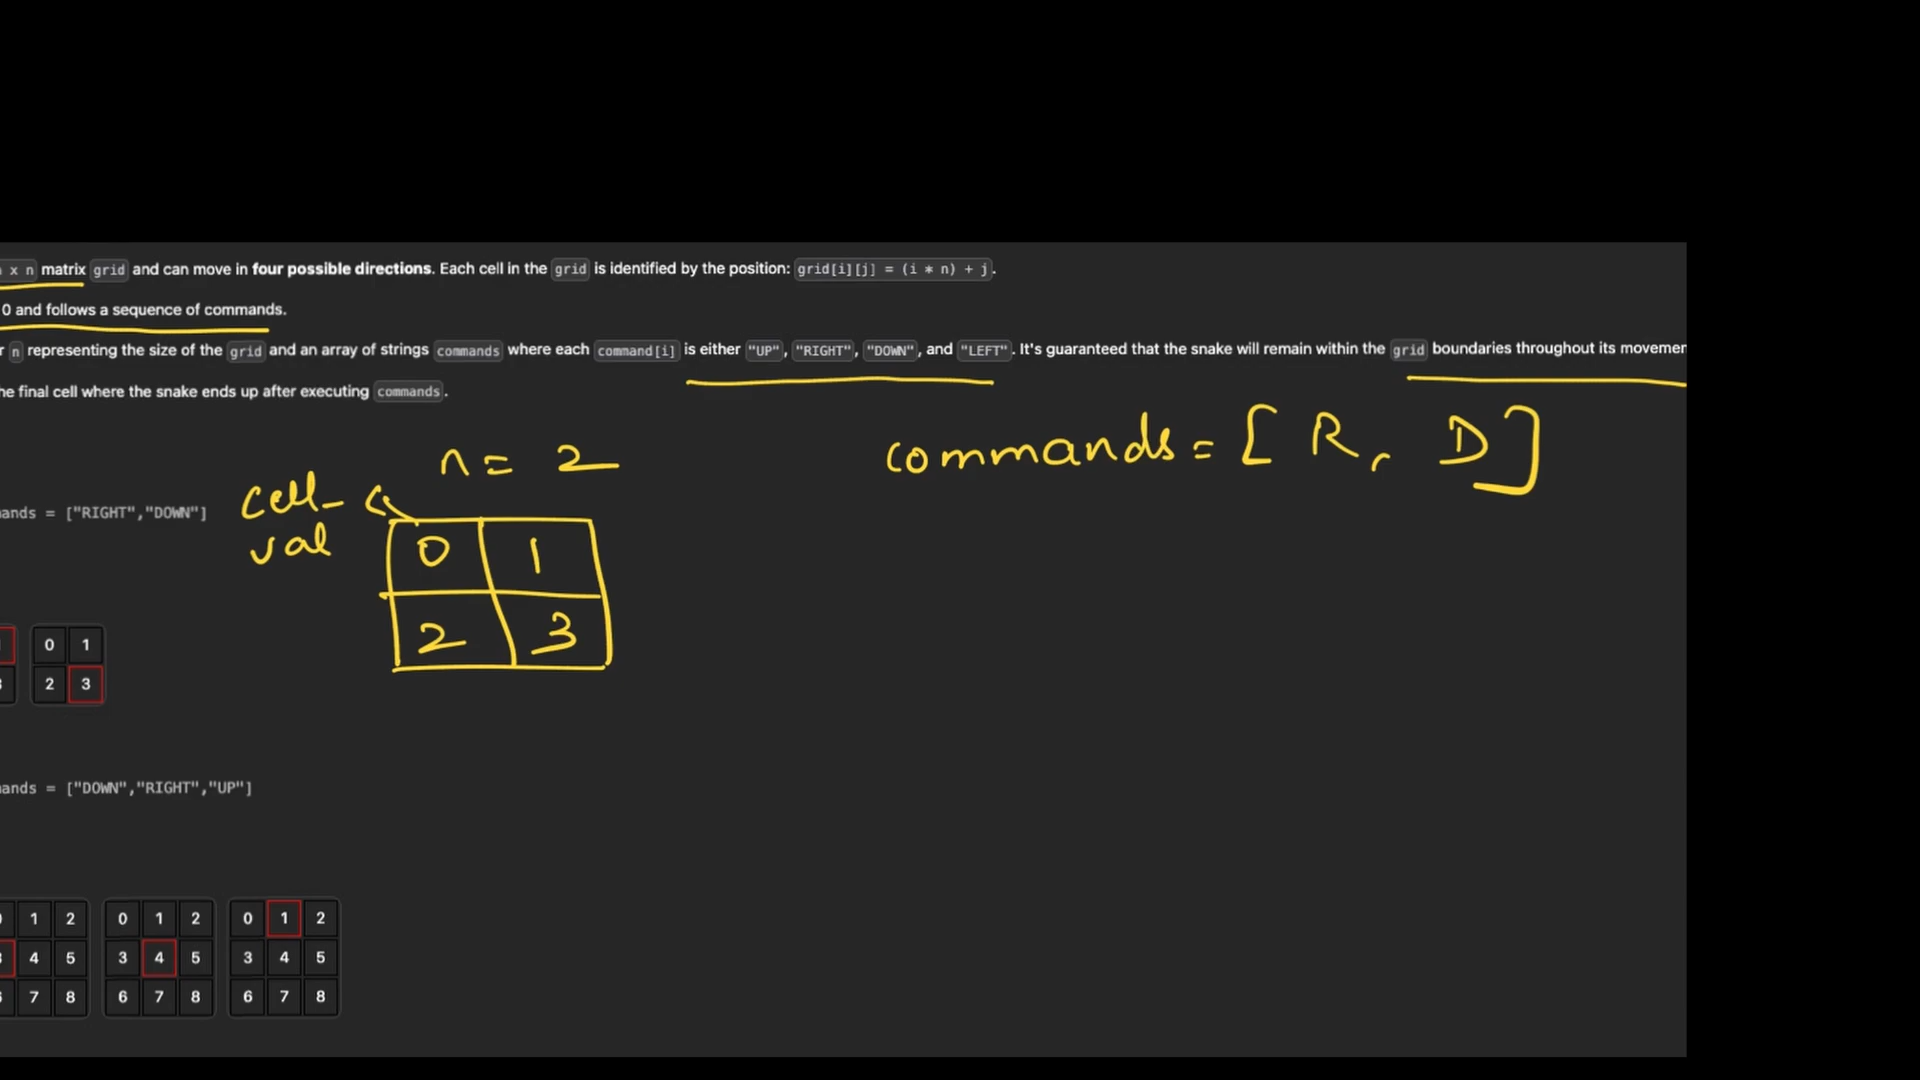 x n matrix grid and can move in four possible directions. Each cell in the grid is identified by the position: grid[i][j] = (i * n) + j.
0 and follows a sequence of commands.
r n representing the size of the grid and an array of strings commands where each command[i] is either "UP", "RIGHT", "DOWN", and "LEFT". It's guaranteed that the snake will remain within the grid boundaries throughout its movemen
he final cell where the snake ends up after executing commands.
commands = [ R, D ]
n = 2
cell-
val
ands = ["RIGHT","DOWN"]
0 1
2 3
0 1
2 3
ands = ["DOWN","RIGHT","UP"]
1 2 0 1 2 0 1 2
4 5 3 4 5 3 4 5
7 8 6 7 8 6 7 8